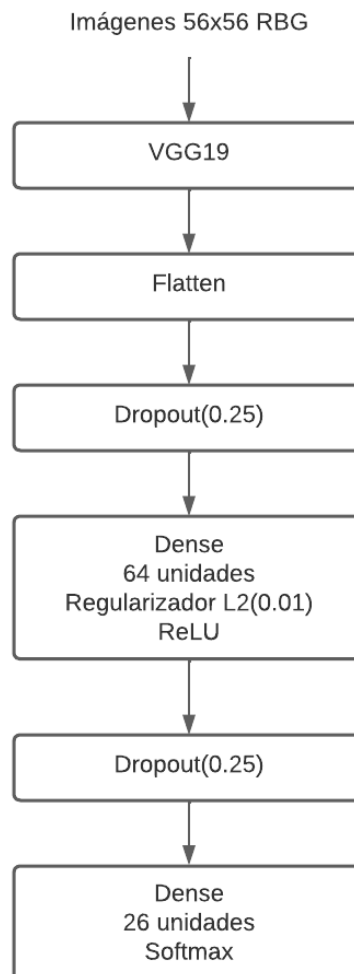 Imágenes 56x56 RBG
VGG19
Flatten
Dropout(0.25)
Dense
64 unidades
Regularizador L2(0.01)
ReLU
Dropout(0.25)
Dense
26 unidades
Softmax